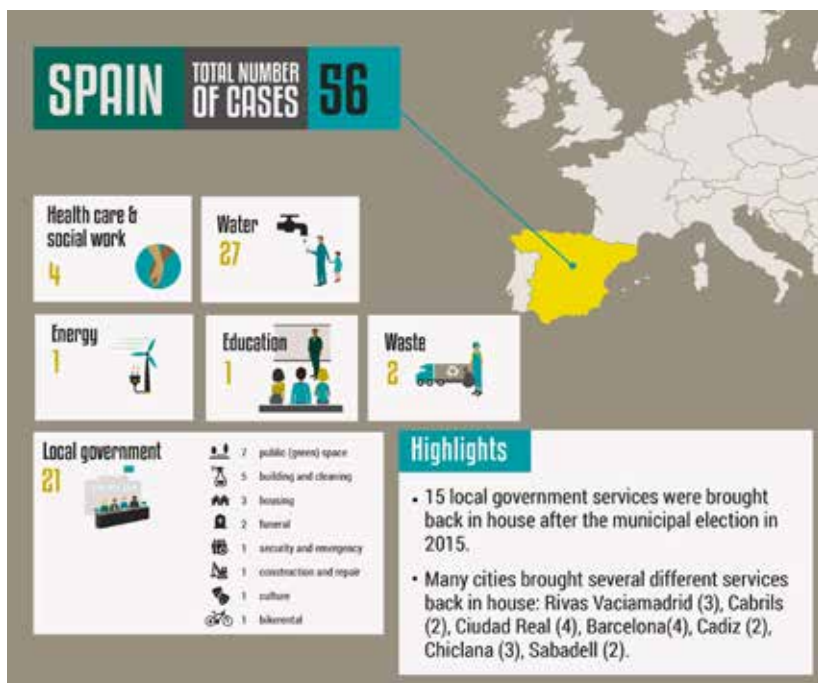 SPAIN
TOTAL NUMBER
OF CASES
56
Health care &
social work
4
Water
27
Energy
1
Education
1
Waste
2
Local government
21
7 public (green) space
5 building and cleaning
3 housing
2 funeral
1 security and emergency
1 construction and repair
1 culture
1 bikerental
Highlights
• 15 local government services were brought
back in house after the municipal election in
2015.
• Many cities brought several different services
back in house: Rivas Vaciamadrid (3), Cabrils
(2), Ciudad Real (4), Barcelona(4), Cadiz (2),
Chiclana (3), Sabadell (2).